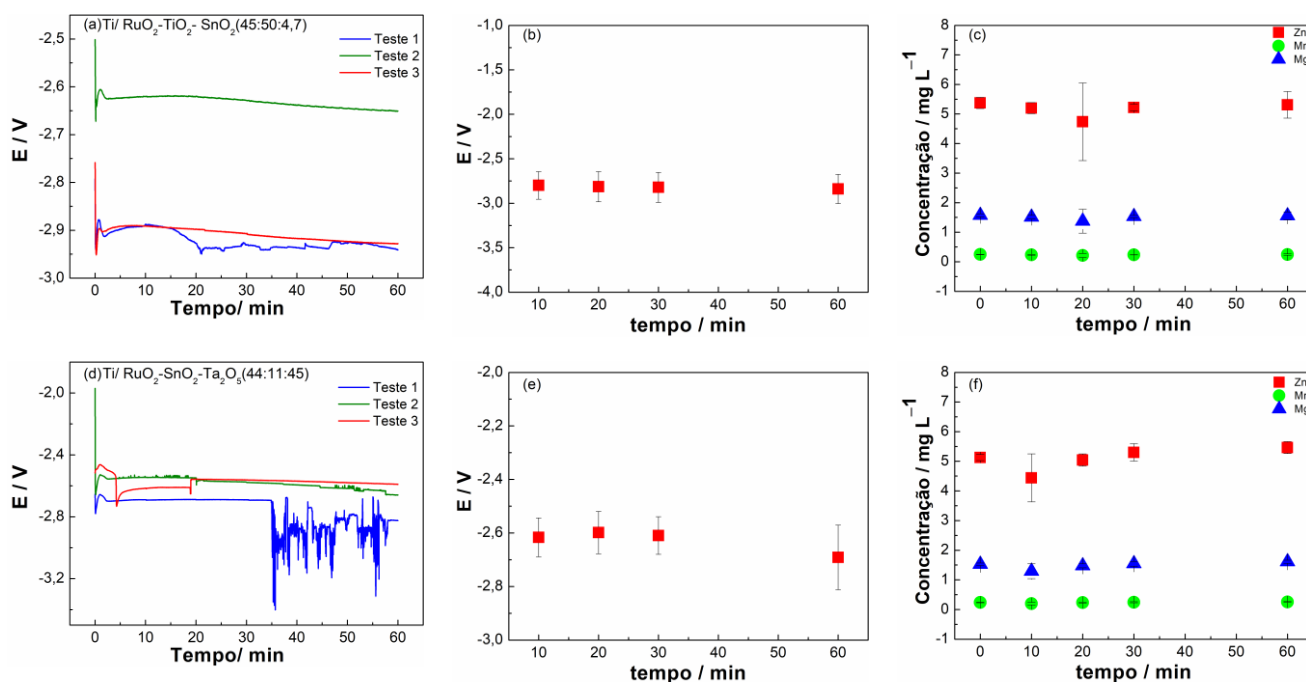 (a)Ti/ RuO₂-TiO₂- SnO₂(45:50:4,7)
Teste 1
Teste 2
Teste 3
-2,5
-2,6
-2,7
-2,8
-2,9
-3,0
E / V
0 10 20 30 40 50 60
Tempo/ min
(b)
-1,0
-1,5
-2,0
-2,5
-3,0
-3,5
-4,0
E / V
10 20 30 40 50 60
tempo / min
(c)
Zn
Mn
Mg
8
7
6
5
4
3
2
1
0
-1
Concentração / mg L⁻¹
0 10 20 30 40 50 60
tempo / min
(d)Ti/ RuO₂-SnO₂-Ta₂O₅(44:11:45)
Teste 1
Teste 2
Teste 3
-2,0
-2,4
-2,8
-3,2
E / V
0 10 20 30 40 50 60
Tempo/ min
(e)
-2,0
-2,2
-2,4
-2,6
-2,8
-3,0
E / V
10 20 30 40 50 60
tempo / min
(f)
Zn
Mn
Mg
8
7
6
5
4
3
2
1
0
-1
Concentração / mg L⁻¹
0 10 20 30 40 50 60
tempo / min